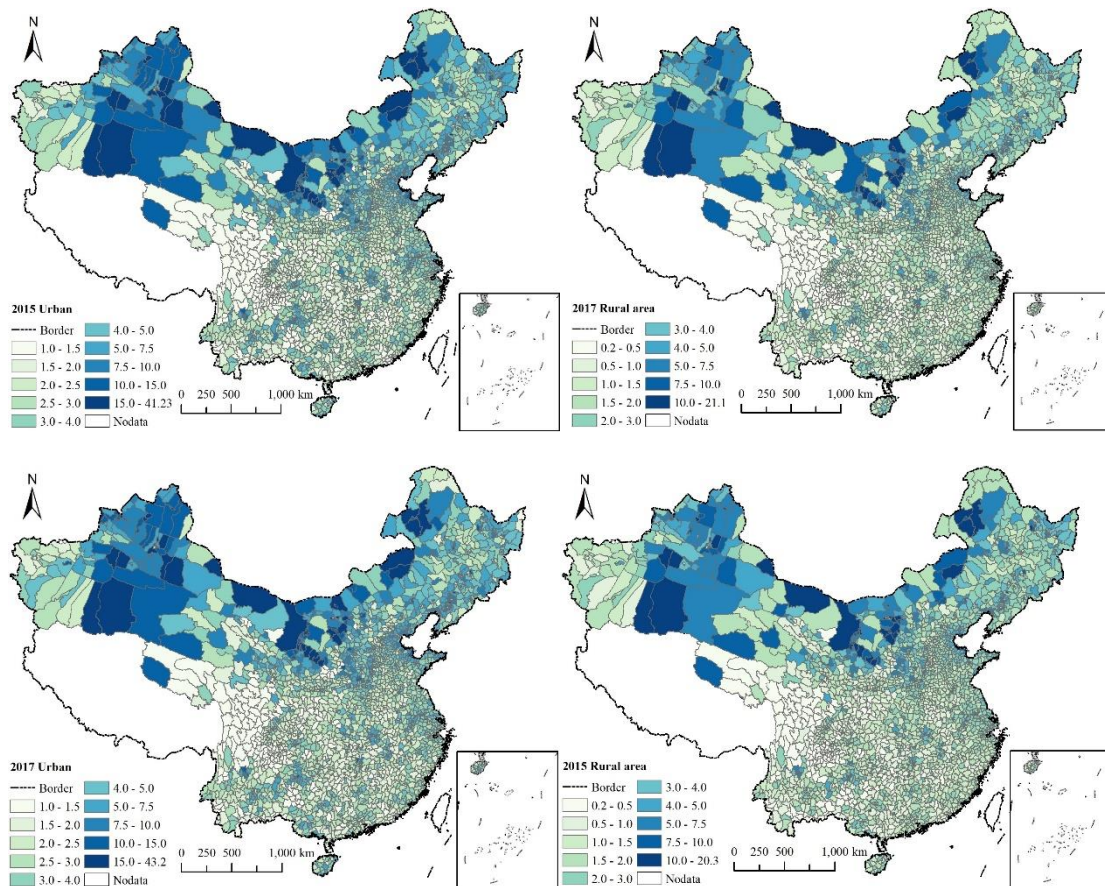 N
2015 Urban
Border
1.0 - 1.5
1.5 - 2.0
2.0 - 2.5
2.5 - 3.0
3.0 - 4.0
4.0 - 5.0
5.0 - 7.5
7.5 - 10.0
10.0 - 15.0
15.0 - 41.23
Nodata
0 250 500 1,000 km
N
2017 Rural area
Border
0.2 - 0.5
0.5 - 1.0
1.0 - 1.5
1.5 - 2.0
2.0 - 3.0
3.0 - 4.0
4.0 - 5.0
5.0 - 7.5
7.5 - 10.0
10.0 - 21.1
Nodata
0 250 500 1,000 km
N
2017 Urban
Border
1.0 - 1.5
1.5 - 2.0
2.0 - 2.5
2.5 - 3.0
3.0 - 4.0
4.0 - 5.0
5.0 - 7.5
7.5 - 10.0
10.0 - 15.0
15.0 - 43.2
Nodata
0 250 500 1,000 km
N
2015 Rural area
Border
0.2 - 0.5
0.5 - 1.0
1.0 - 1.5
1.5 - 2.0
2.0 - 3.0
3.0 - 4.0
4.0 - 5.0
5.0 - 7.5
7.5 - 10.0
10.0 - 20.3
Nodata
0 250 500 1,000 km